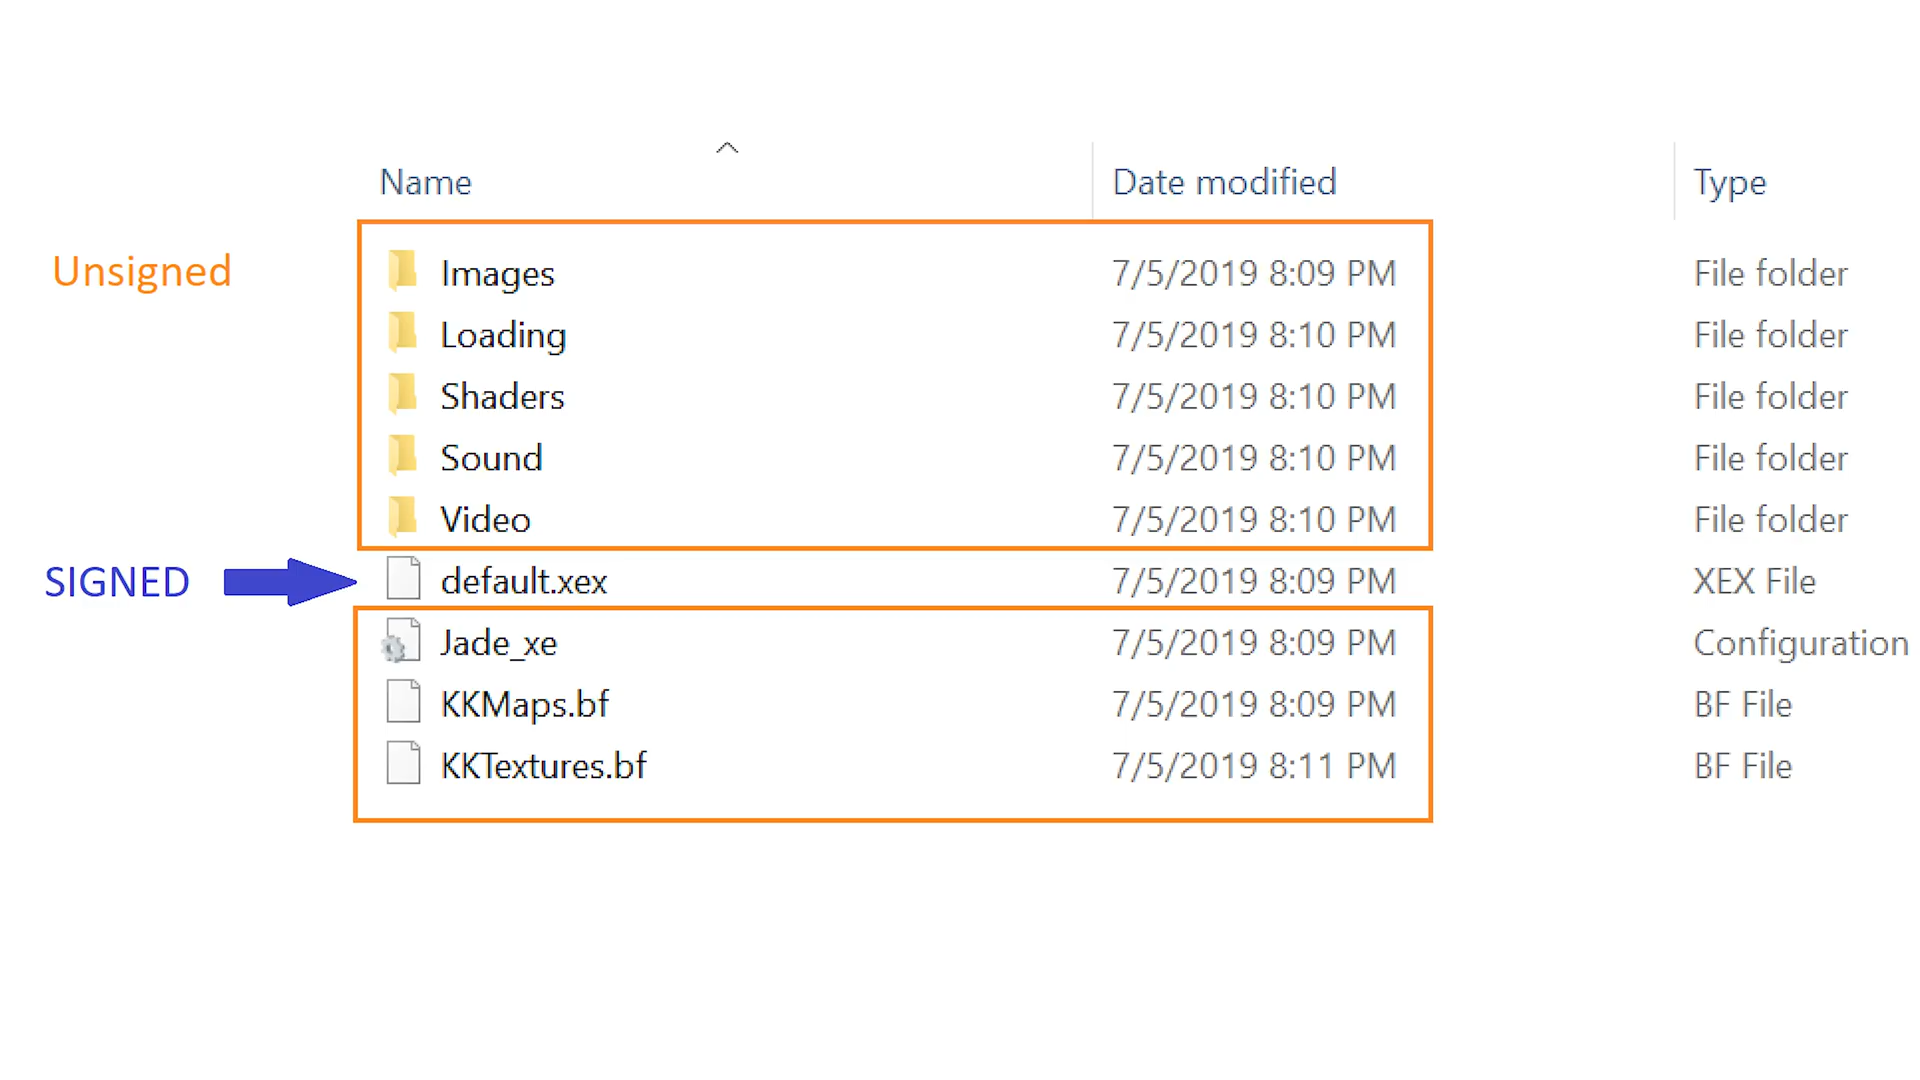 Name Date modified Type
Unsigned Images 7/5/2019 8:09 PM File folder
Loading 7/5/2019 8:10 PM File folder
Shaders 7/5/2019 8:10 PM File folder
Sound 7/5/2019 8:10 PM File folder
Video 7/5/2019 8:10 PM File folder
SIGNED default.xex 7/5/2019 8:09 PM XEX File
Jade_xe 7/5/2019 8:09 PM Configuration
KKMaps.bf 7/5/2019 8:09 PM BF File
KKTextures.bf 7/5/2019 8:11 PM BF File